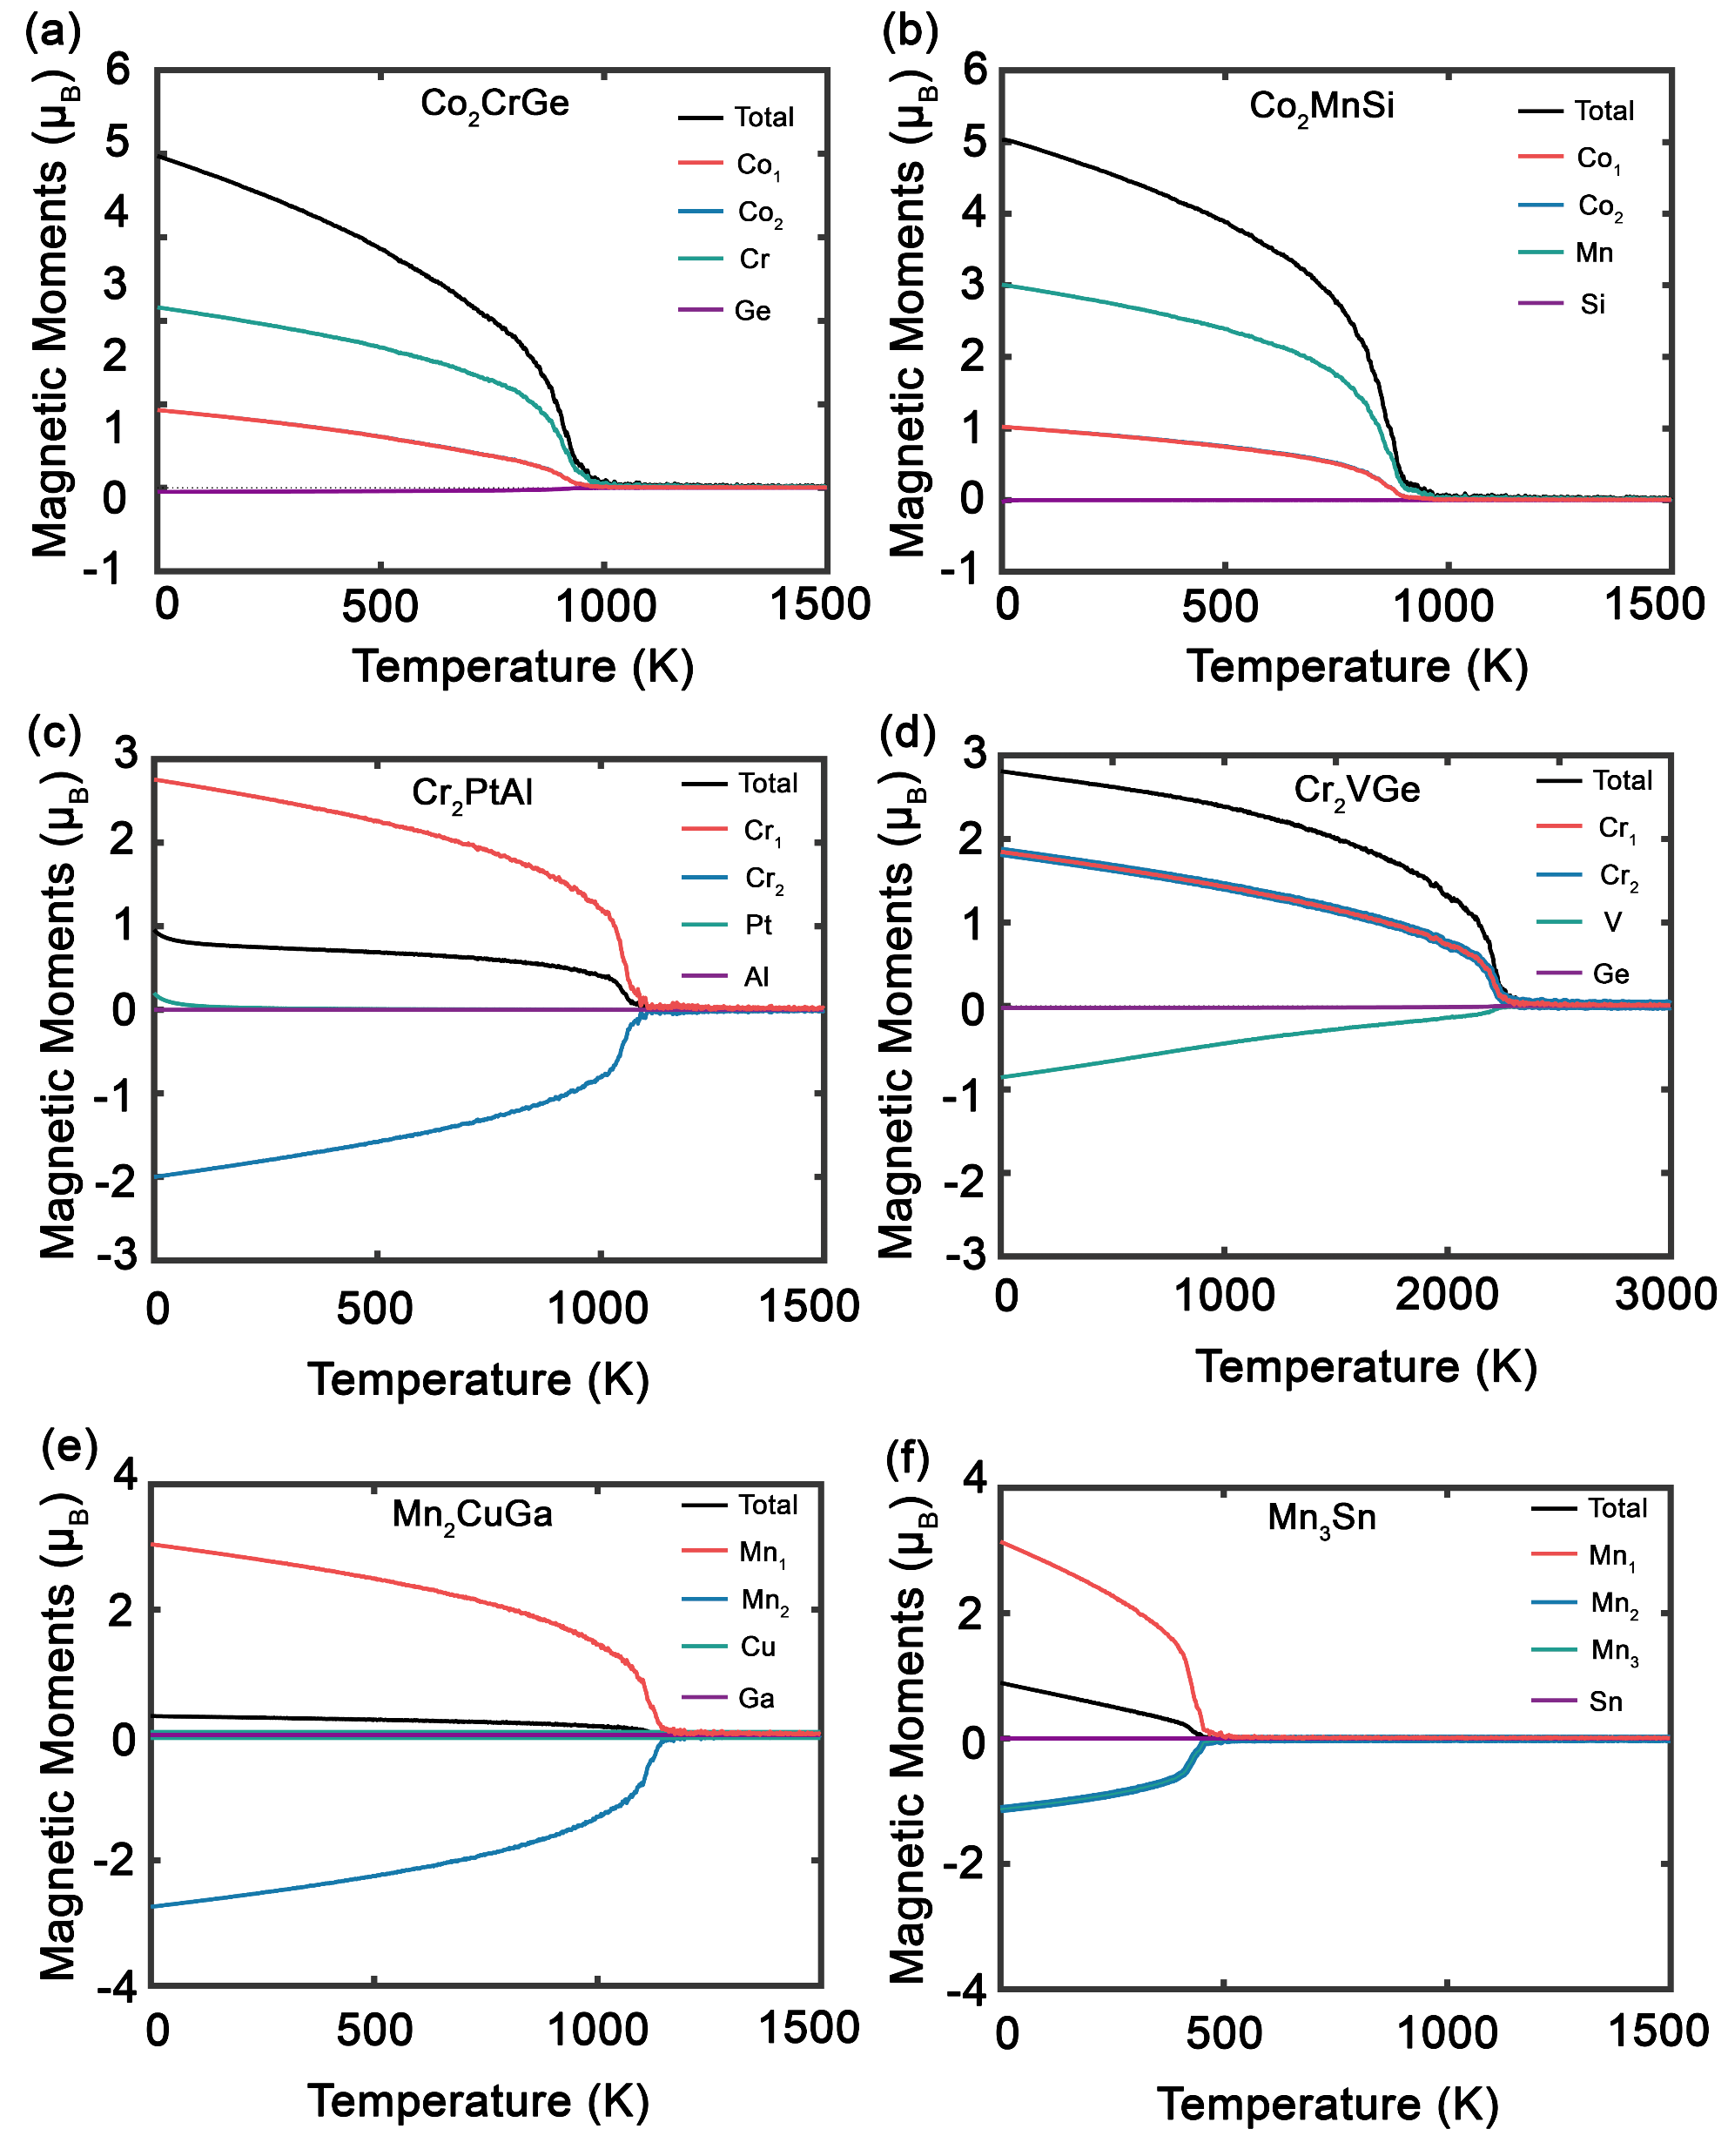 (a)
Co₂CrGe
Total
Co₁
Co₂
Cr
Ge
6
5
4
3
2
1
0
-1
Magnetic Moments (μ_B)
0 500 1000 1500
Temperature (K)
(b)
Co₂MnSi
Total
Co₁
Co₂
Mn
Si
6
5
4
3
2
1
0
-1
Magnetic Moments (μ_B)
0 500 1000 1500
Temperature (K)
(c)
Cr₂PtAl
Total
Cr₁
Cr₂
Pt
Al
3
2
1
0
-1
-2
-3
Magnetic Moments (μ_B)
0 500 1000 1500
Temperature (K)
(d)
Cr₂VGe
Total
Cr₁
Cr₂
V
Ge
3
2
1
0
-1
-2
-3
Magnetic Moments (μ_B)
0 1000 2000 3000
Temperature (K)
(e)
Mn₂CuGa
Total
Mn₁
Mn₂
Cu
Ga
4
2
0
-2
-4
Magnetic Moments (μ_B)
0 500 1000 1500
Temperature (K)
(f)
Mn₃Sn
Total
Mn₁
Mn₂
Mn₃
Sn
4
2
0
-2
-4
Magnetic Moments (μ_B)
0 500 1000 1500
Temperature (K)